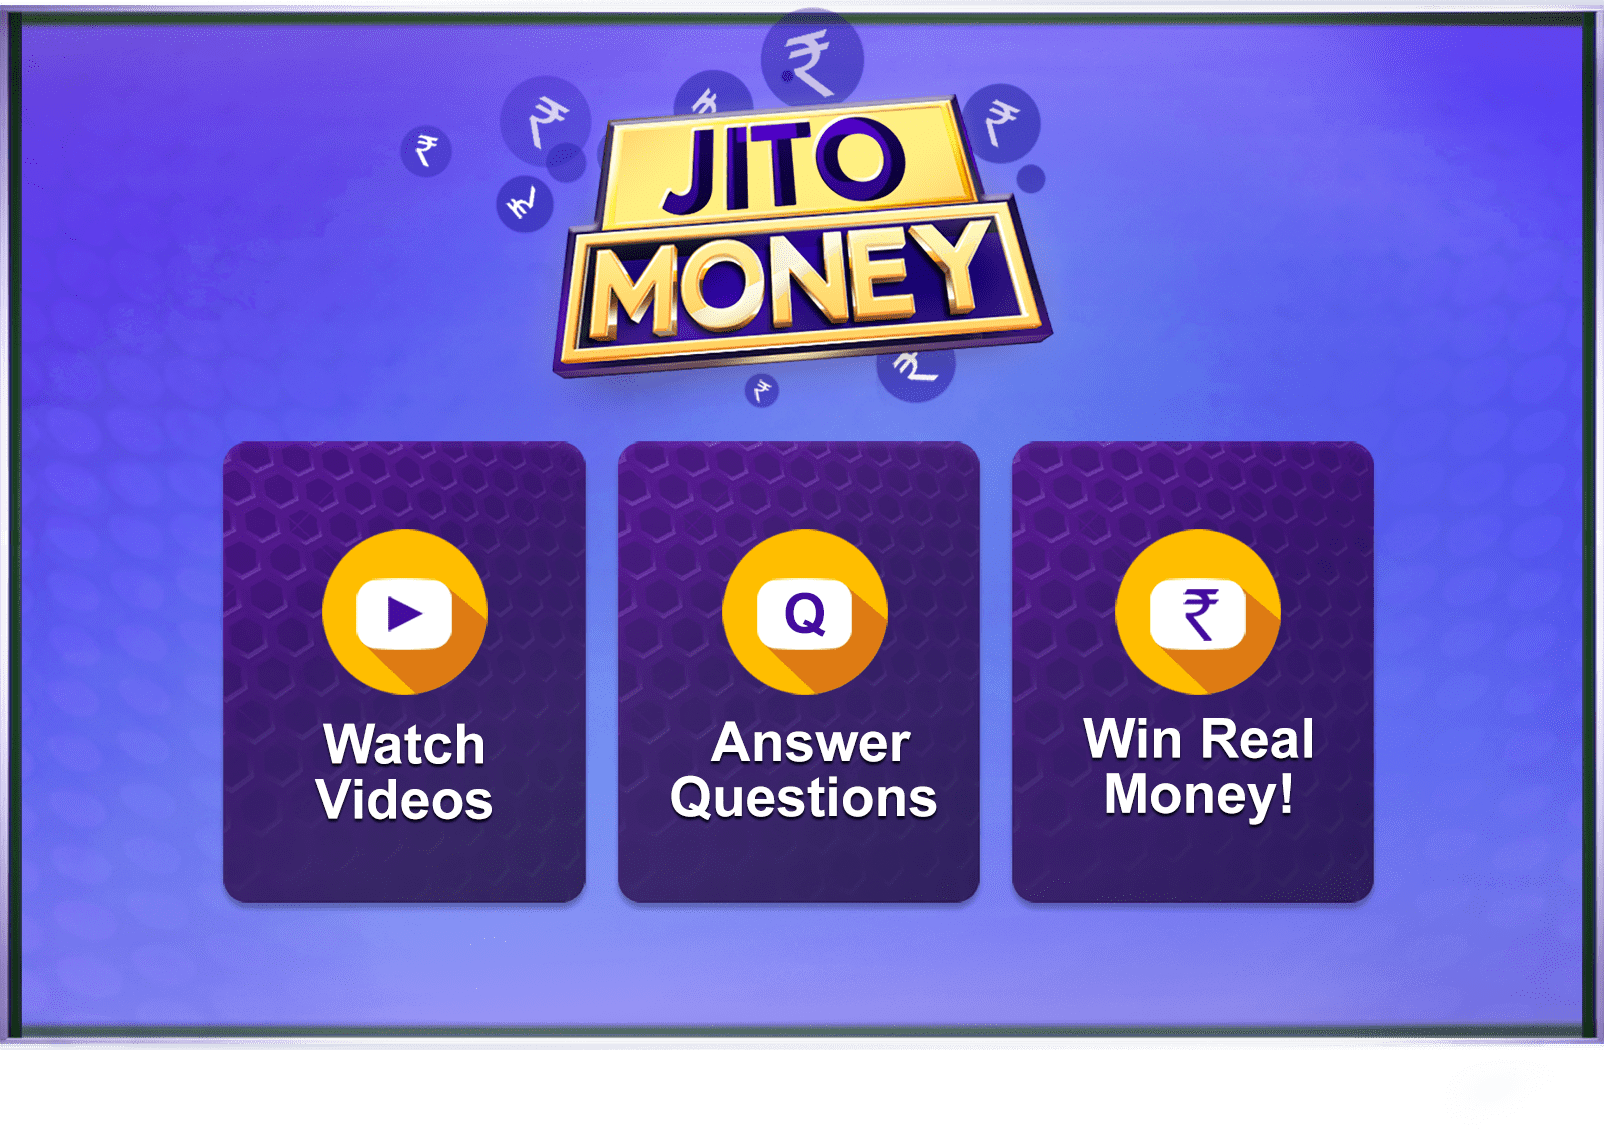 JITO
MONEY
Watch
Videos
Q
Answer
Questions
₹
Win Real
Money!